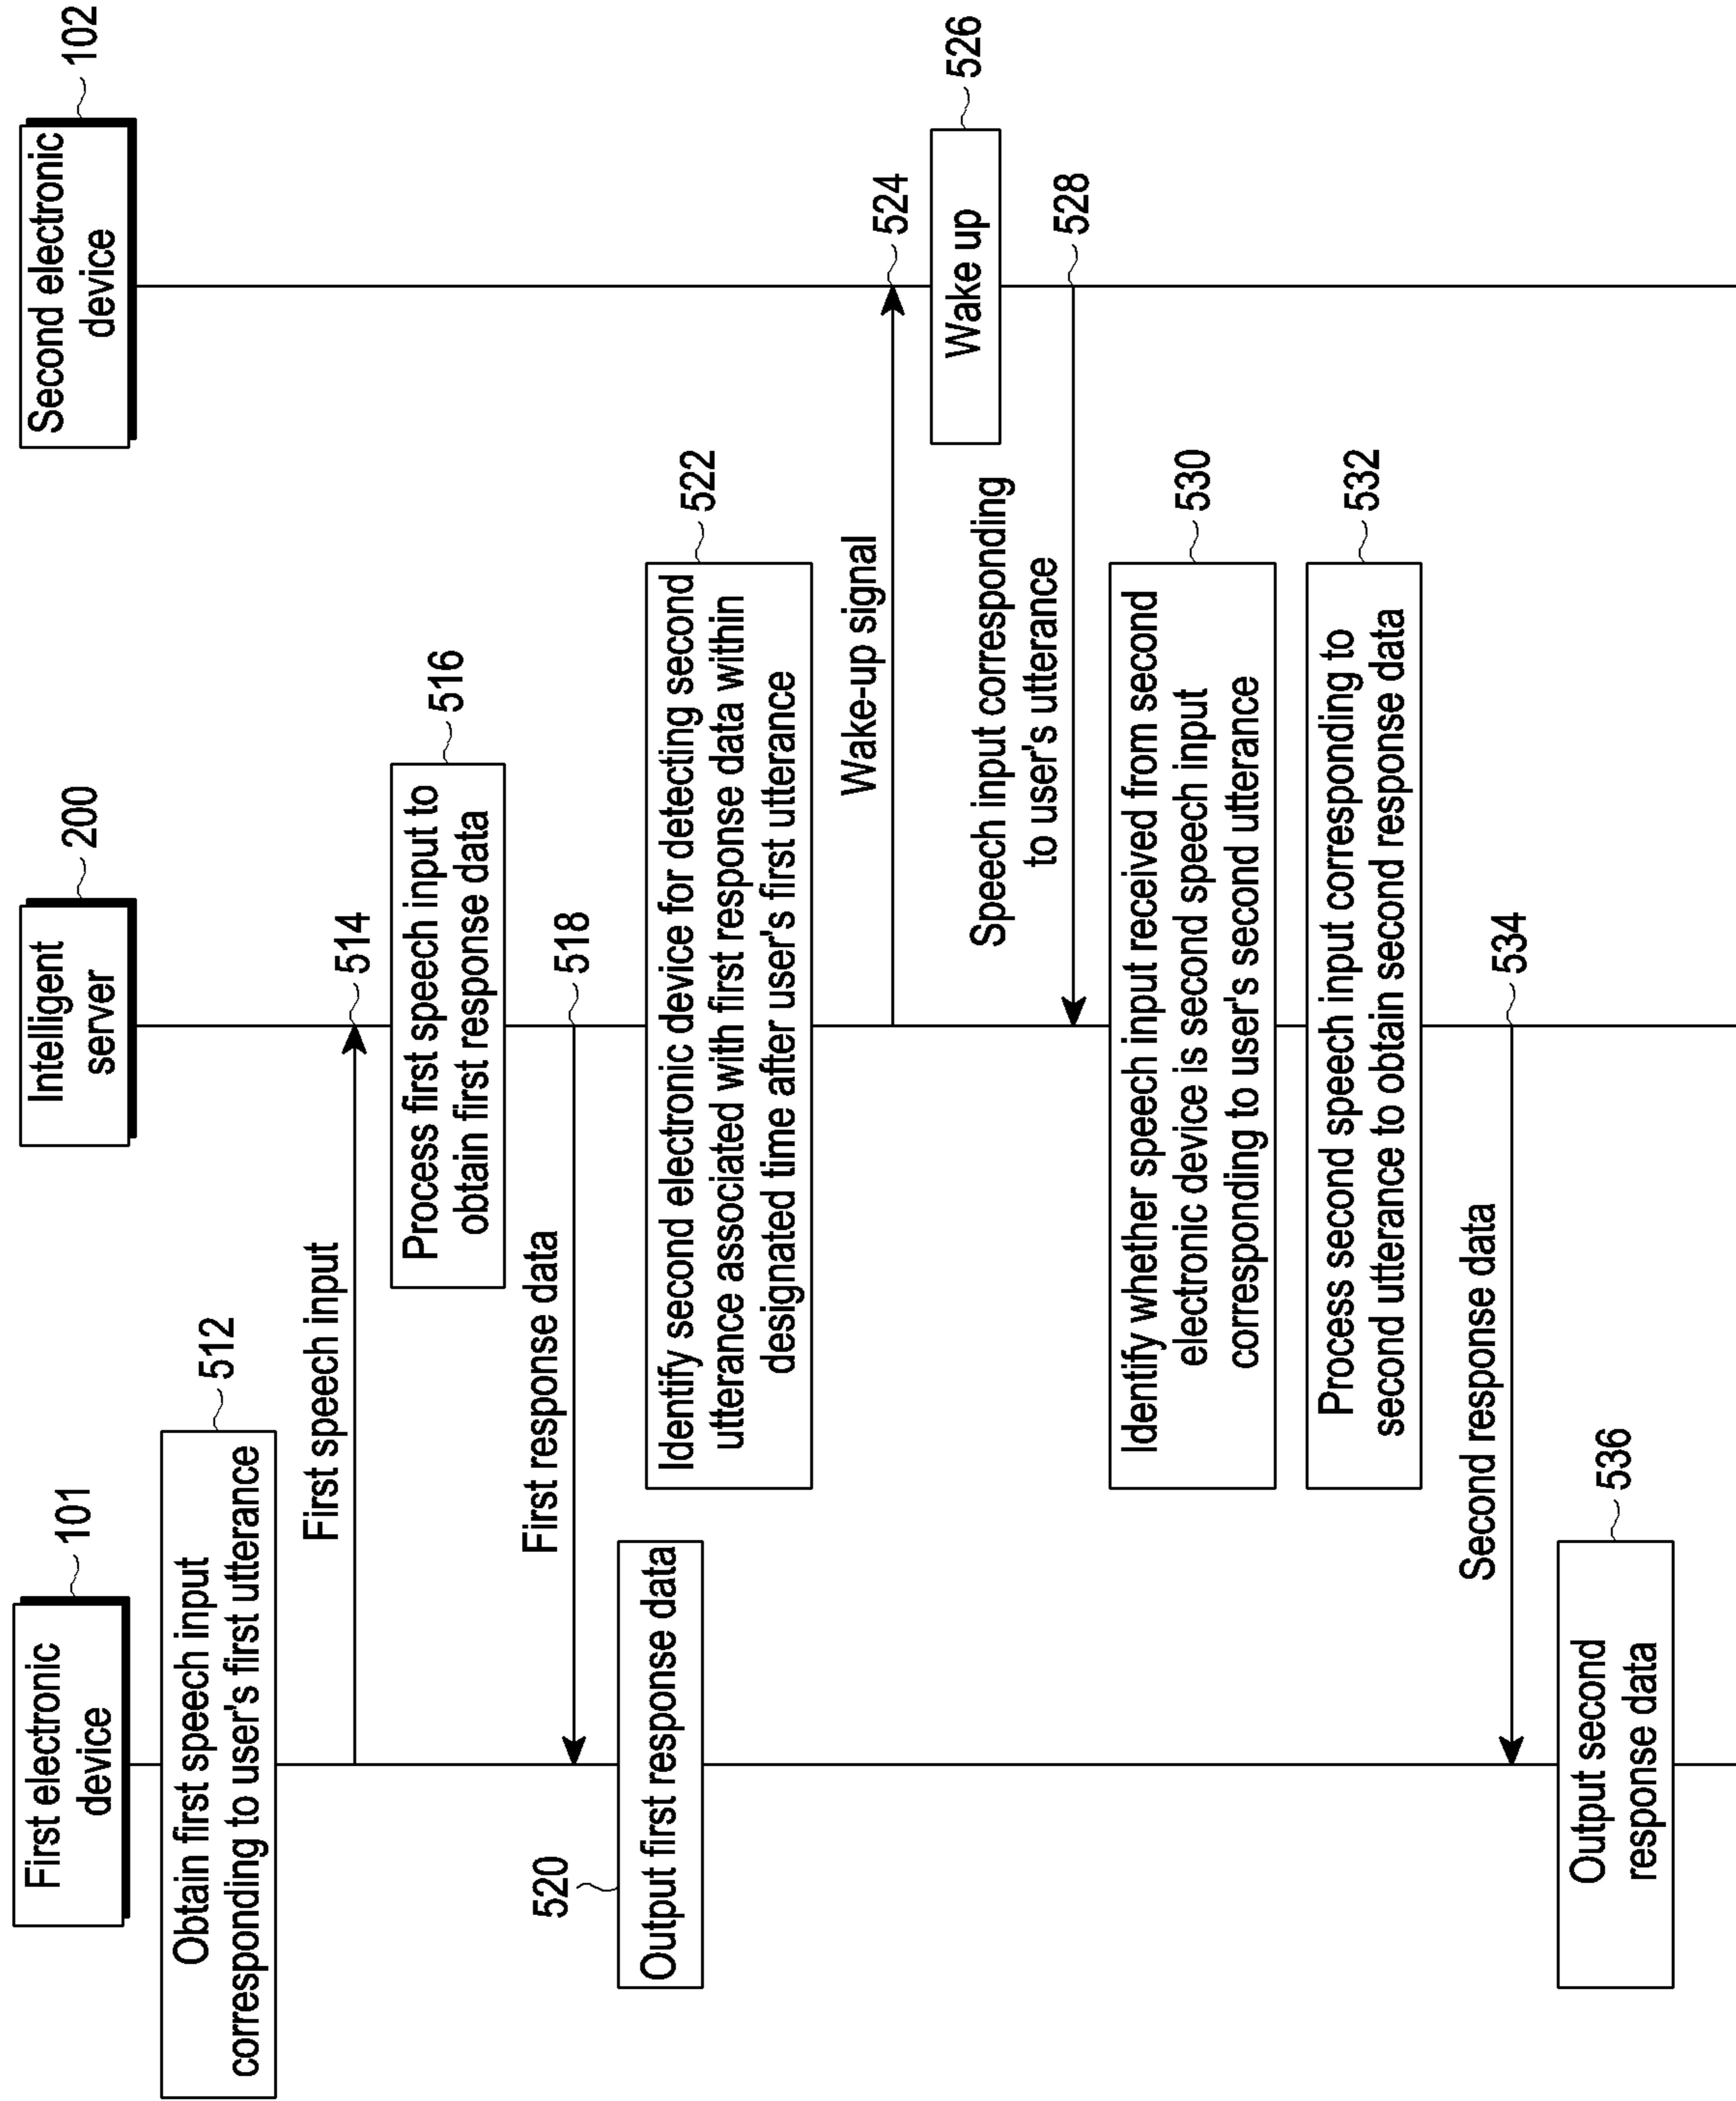 First electronic
device
101
Intelligent
server
200
Second electronic
device
102
Obtain first speech input
corresponding to user's first utterance
512
First speech input
514
Process first speech input to
obtain first response data
516
First response data
518
520
Output first response data
Identify second electronic device for detecting second
utterance associated with first response data within
designated time after user's first utterance
522
Wake-up signal
524
Wake up
526
Speech input corresponding
to user's utterance
528
Identify whether speech input received from second
electronic device is second speech input
corresponding to user's second utterance
530
Process second speech input corresponding to
second utterance to obtain second response data
532
Second response data
534
Output second
response data
536